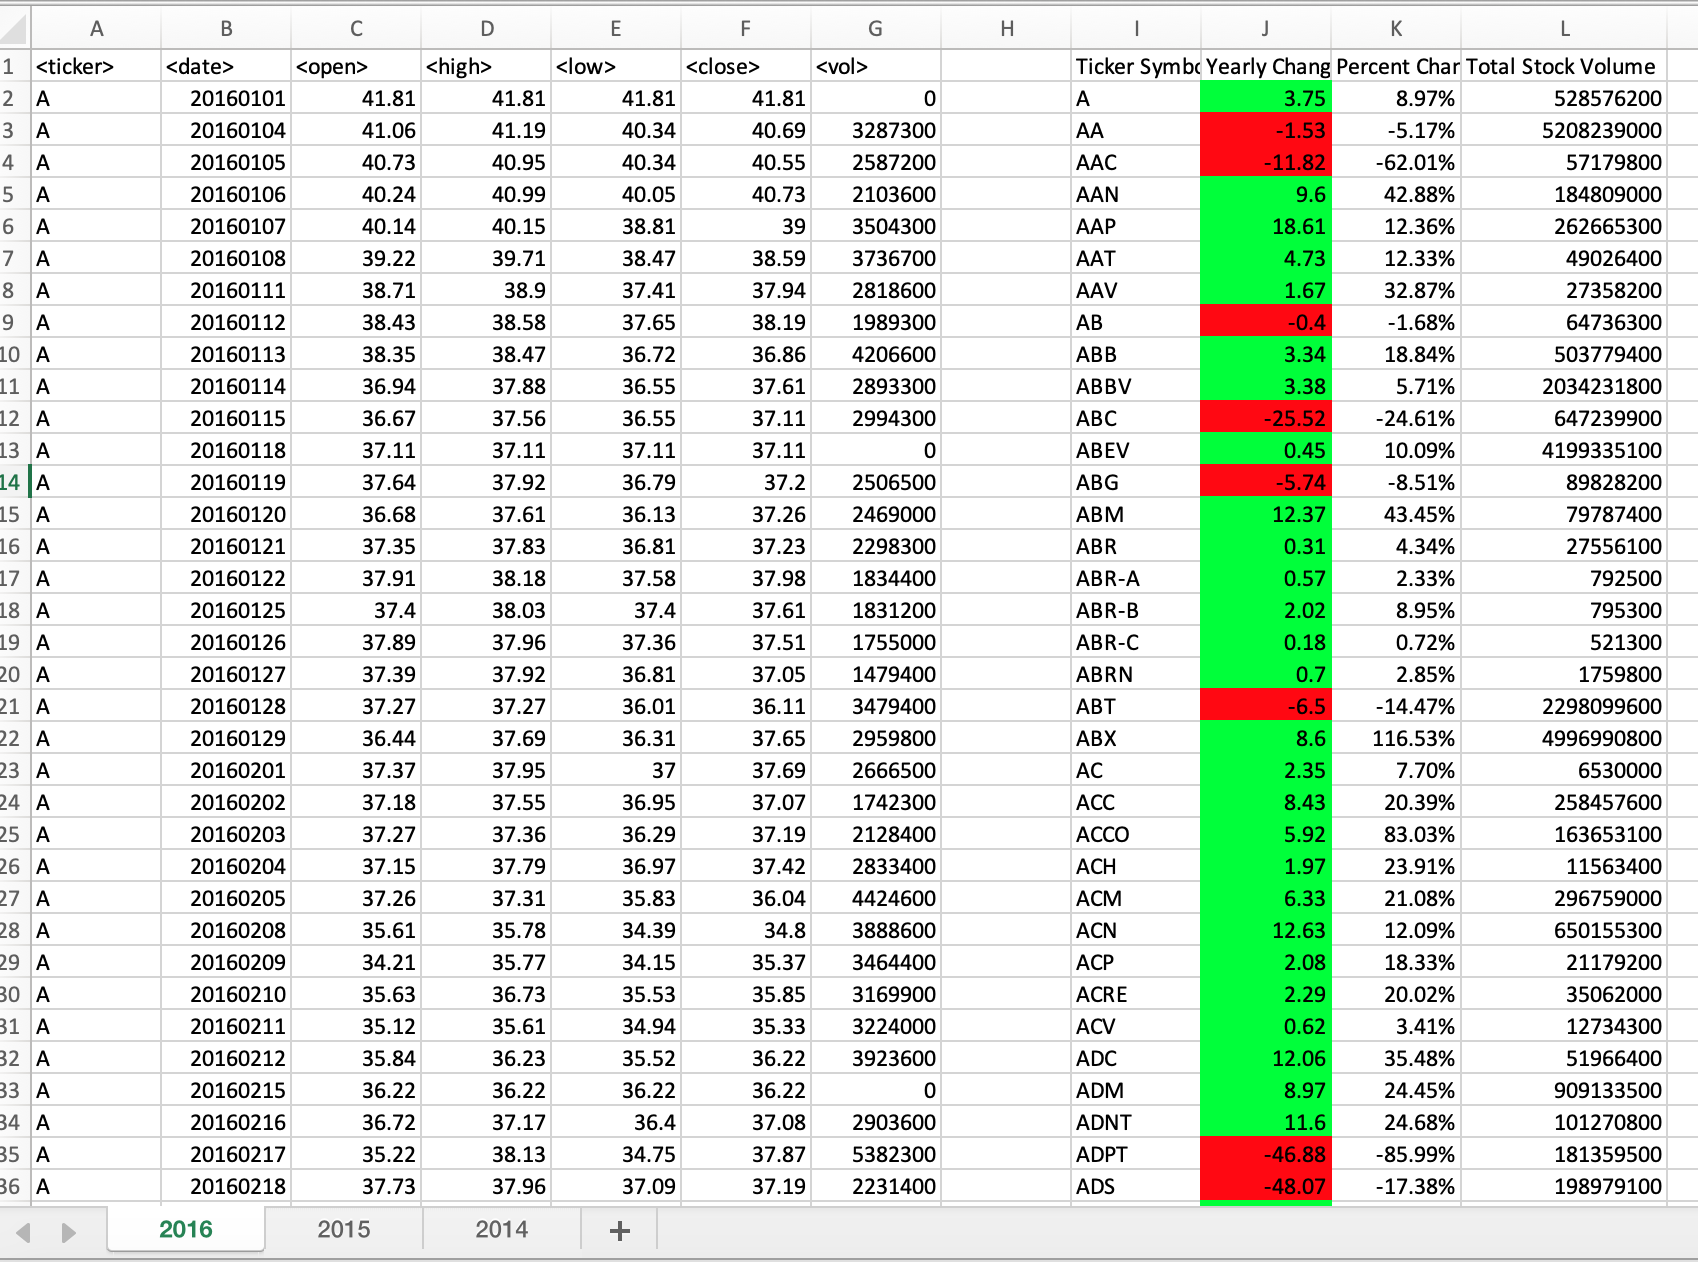 A B C D E F G H I J K L
1 <ticker> <date> <open> <high> <low> <close> <vol> Ticker Symbo Yearly Chang Percent Char Total Stock Volume
2 A 20160101 41.81 41.81 41.81 41.81 0 A 3.75 8.97% 528576200
3 A 20160104 41.06 41.19 40.34 40.69 3287300 AA -1.53 -5.17% 5208239000
4 A 20160105 40.73 40.95 40.34 40.55 2587200 AAC -11.82 -62.01% 57179800
5 A 20160106 40.24 40.99 40.05 40.73 2103600 AAN 9.6 42.88% 184809000
6 A 20160107 40.14 40.15 38.81 39 3504300 AAP 18.61 12.36% 262665300
7 A 20160108 39.22 39.71 38.47 38.59 3736700 AAT 4.73 12.33% 49026400
8 A 20160111 38.71 38.9 37.41 37.94 2818600 AAV 1.67 32.87% 27358200
9 A 20160112 38.43 38.58 37.65 38.19 1989300 AB -0.4 -1.68% 64736300
10 A 20160113 38.35 38.47 36.72 36.86 4206600 ABB 3.34 18.84% 503779400
11 A 20160114 36.94 37.88 36.55 37.61 2893300 ABBV 3.38 5.71% 2034231800
12 A 20160115 36.67 37.56 36.55 37.11 2994300 ABC -25.52 -24.61% 647239900
13 A 20160118 37.11 37.11 37.11 37.11 0 ABEV 0.45 10.09% 4199335100
14 A 20160119 37.64 37.92 36.79 37.2 2506500 ABG -5.74 -8.51% 89828200
15 A 20160120 36.68 37.61 36.13 37.26 2469000 ABM 12.37 43.45% 79787400
16 A 20160121 37.35 37.83 36.81 37.23 2298300 ABR 0.31 4.34% 27556100
17 A 20160122 37.91 38.18 37.58 37.98 1834400 ABR-A 0.57 2.33% 792500
18 A 20160125 37.4 38.03 37.4 37.61 1831200 ABR-B 2.02 8.95% 795300
19 A 20160126 37.89 37.96 37.36 37.51 1755000 ABR-C 0.18 0.72% 521300
20 A 20160127 37.39 37.92 36.81 37.05 1479400 ABRN 0.7 2.85% 1759800
21 A 20160128 37.27 37.27 36.01 36.11 3479400 ABT -6.5 -14.47% 2298099600
22 A 20160129 36.44 37.69 36.31 37.65 2959800 ABX 8.6 116.53% 4996990800
23 A 20160201 37.37 37.95 37 37.69 2666500 AC 2.35 7.70% 6530000
24 A 20160202 37.18 37.55 36.95 37.07 1742300 ACC 8.43 20.39% 258457600
25 A 20160203 37.27 37.36 36.29 37.19 2128400 ACCO 5.92 83.03% 163653100
26 A 20160204 37.15 37.79 36.97 37.42 2833400 ACH 1.97 23.91% 11563400
27 A 20160205 37.26 37.31 35.83 36.04 4424600 ACM 6.33 21.08% 296759000
28 A 20160208 35.61 35.78 34.39 34.8 3888600 ACN 12.63 12.09% 650155300
29 A 20160209 34.21 35.77 34.15 35.37 3464400 ACP 2.08 18.33% 21179200
30 A 20160210 35.63 36.73 35.53 35.85 3169900 ACRE 2.29 20.02% 35062000
31 A 20160211 35.12 35.61 34.94 35.33 3224000 ACV 0.62 3.41% 12734300
32 A 20160212 35.84 36.23 35.52 36.22 3923600 ADC 12.06 35.48% 51966400
33 A 20160215 36.22 36.22 36.22 36.22 0 ADM 8.97 24.45% 909133500
34 A 20160216 36.72 37.17 36.4 37.08 2903600 ADNT 11.6 24.68% 101270800
35 A 20160217 35.22 38.13 34.75 37.87 5382300 ADPT -46.88 -85.99% 181359500
36 A 20160218 37.73 37.96 37.09 37.19 2231400 ADS -48.07 -17.38% 198979100
2016 2015 2014 +